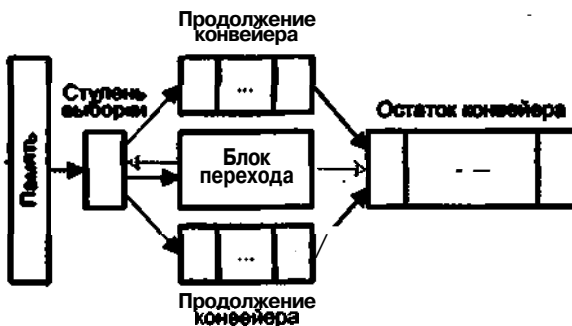 Продолжение
конвейера
Память
Ступень
выборки
...
Блок
перехода
Остаток конвейера
...
Продолжение
конвейера